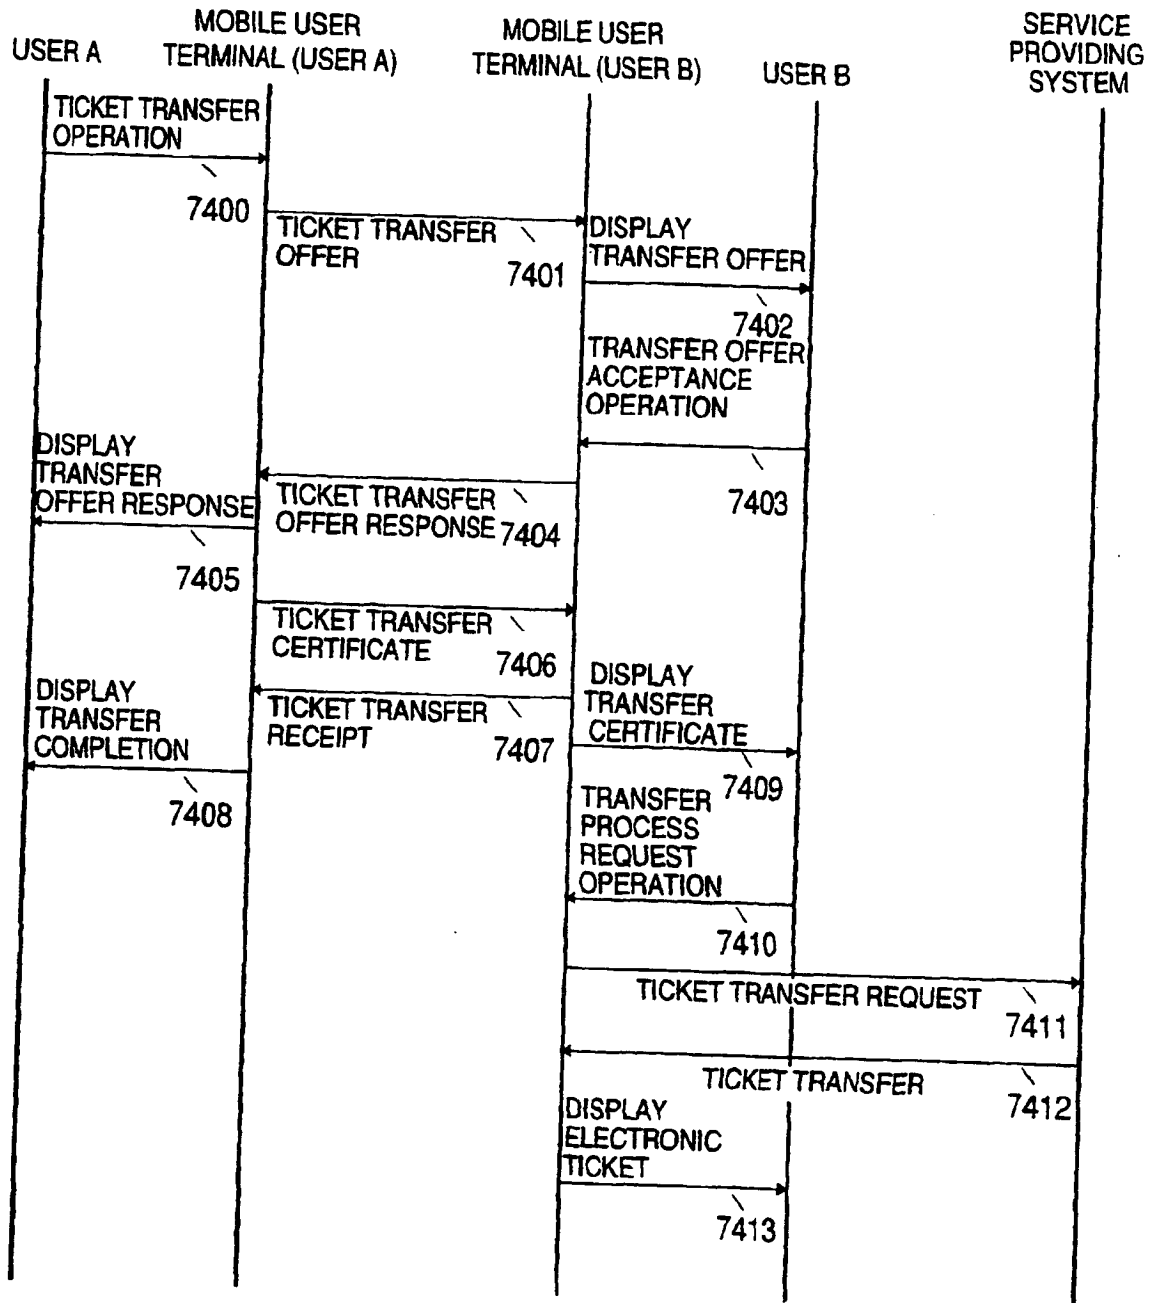 USER A
MOBILE USER
TERMINAL (USER A)
MOBILE USER
TERMINAL (USER B)
USER B
SERVICE
PROVIDING
SYSTEM
TICKET TRANSFER
OPERATION
7400
TICKET TRANSFER
OFFER
7401
DISPLAY
TRANSFER OFFER
7402
TRANSFER OFFER
ACCEPTANCE
OPERATION
7403
TICKET TRANSFER
OFFER RESPONSE
7404
DISPLAY
TRANSFER
OFFER RESPONSE
7405
TICKET TRANSFER
CERTIFICATE
7406
TICKET TRANSFER
RECEIPT
7407
DISPLAY
TRANSFER
COMPLETION
7408
DISPLAY
TRANSFER
CERTIFICATE
7409
TRANSFER
PROCESS
REQUEST
OPERATION
7410
TICKET TRANSFER REQUEST
7411
TICKET TRANSFER
7412
DISPLAY
ELECTRONIC
TICKET
7413